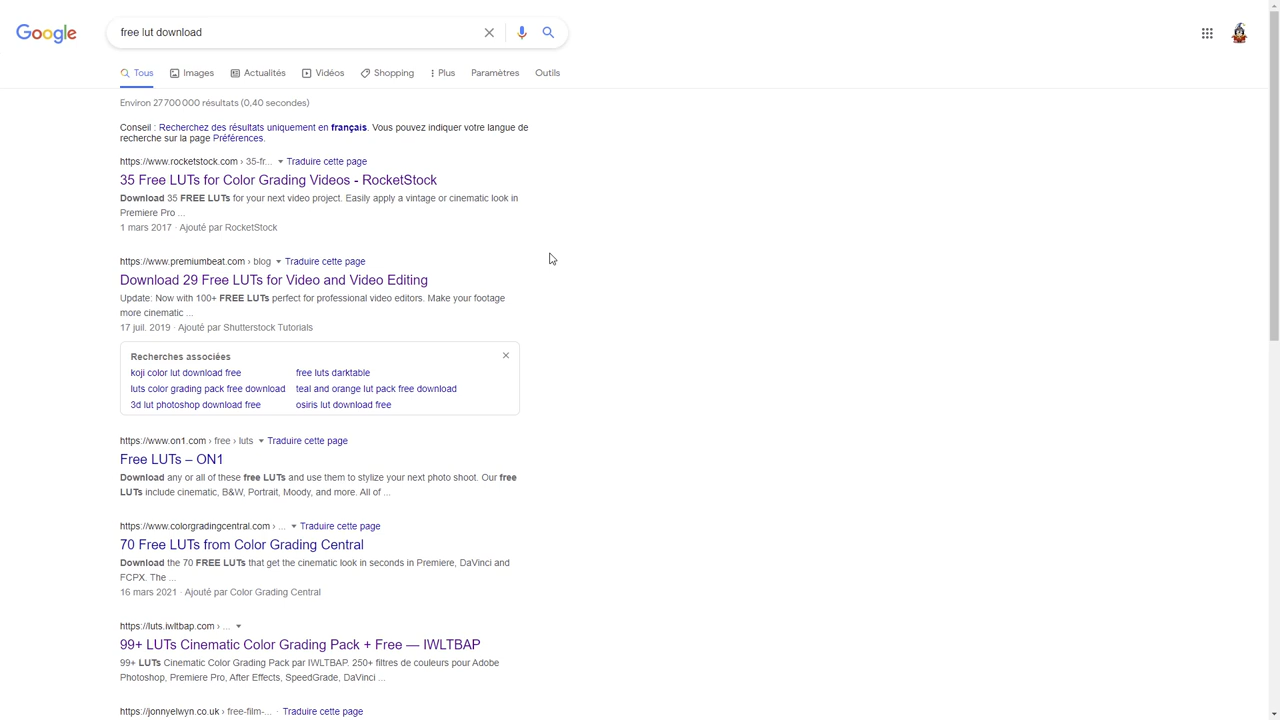 Google
free lut download
Tous Images Actualités Vidéos Shopping Plus Paramètres Outils
Environ 27 700 000 résultats (0,40 secondes)
Conseil : Recherchez des résultats uniquement en français. Vous pouvez indiquer votre langue de
recherche sur la page Préférences.
https://www.rocketstock.com › 35-fr... Traduire cette page
35 Free LUTs for Color Grading Videos - RocketStock
Download 35 FREE LUTs for your next video project. Easily apply a vintage or cinematic look in
Premiere Pro ...
1 mars 2017 · Ajouté par RocketStock
https://www.premiumbeat.com › blog Traduire cette page
Download 29 Free LUTs for Video and Video Editing
Update: Now with 100+ FREE LUTs perfect for professional video editors. Make your footage
more cinematic ...
17 juil. 2019 · Ajouté par Shutterstock Tutorials
Recherches associées
koji color lut download free free luts darktable
luts color grading pack free download teal and orange lut pack free download
3d lut photoshop download free osiris lut download free
https://www.on1.com › free › luts Traduire cette page
Free LUTs – ON1
Download any or all of these free LUTs and use them to stylize your next photo shoot. Our free
LUTs include cinematic, B&W, Portrait, Moody, and more. All of ...
https://www.colorgradingcentral.com › ... Traduire cette page
70 Free LUTs from Color Grading Central
Download the 70 FREE LUTs that get the cinematic look in seconds in Premiere, DaVinci and
FCPX. The ...
16 mars 2021 · Ajouté par Color Grading Central
https://luts.iwltbap.com › ...
99+ LUTs Cinematic Color Grading Pack + Free — IWLTBAP
99+ LUTs Cinematic Color Grading Pack par IWLTBAP. 250+ filtres de couleurs pour Adobe
Photoshop, Premiere Pro, After Effects, SpeedGrade, DaVinci ...
https://jonnyelwyn.co.uk › free-film-... · Traduire cette page